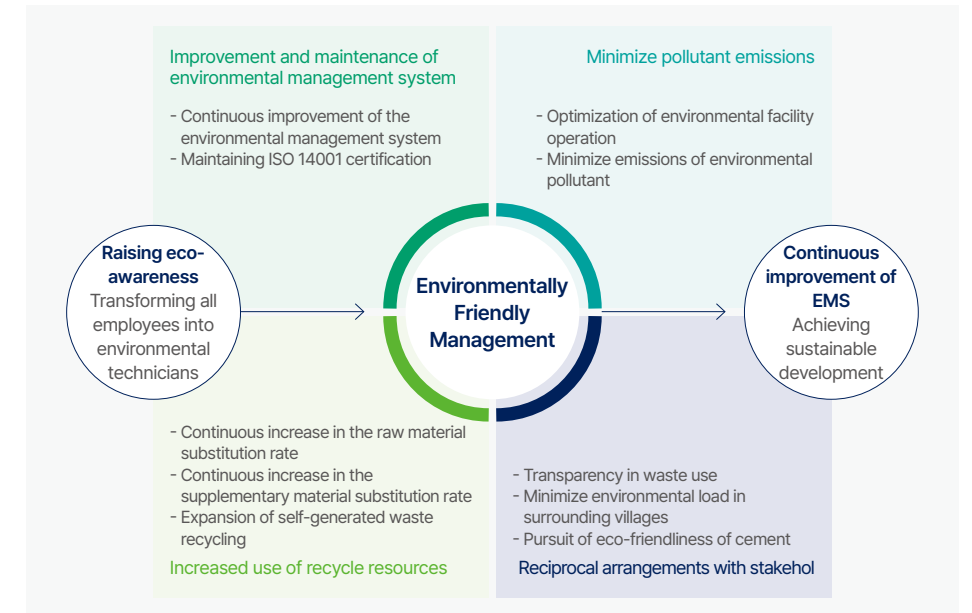 Improvement and maintenance of
environmental management system
- Continuous improvement of the
environmental management system
- Maintaining ISO 14001 certification
Minimize pollutant emissions
- Optimization of environmental facility
operation
- Minimize emissions of environmental
pollutant
Raising eco-
awareness
Transforming all
employees into
environmental
technicians
Environmentally
Friendly
Management
Continuous
improvement of
EMS
Achieving
sustainable
development
- Continuous increase in the raw material
substitution rate
- Continuous increase in the
supplementary material substitution rate
- Expansion of self-generated waste
recycling
Increased use of recycle resources
- Transparency in waste use
- Minimize environmental load in
surrounding villages
- Pursuit of eco-friendliness of cement
Reciprocal arrangements with stakehol